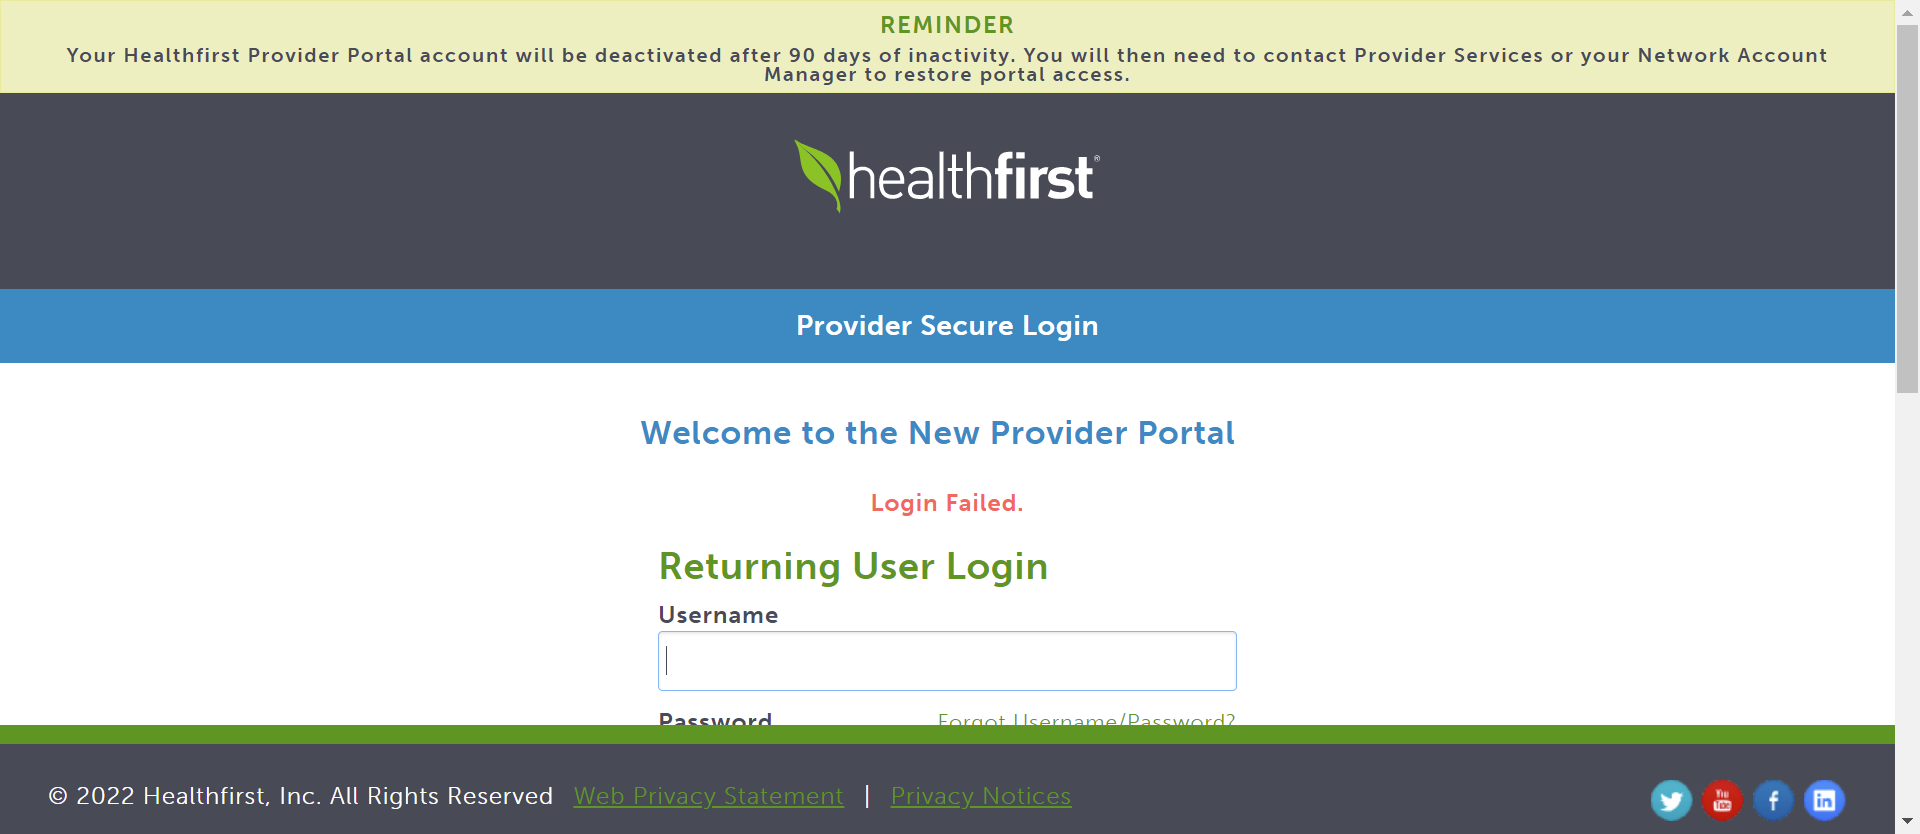 REMINDER
Your Healthfirst Provider Portal account will be deactivated after 90 days of inactivity. You will then need to contact Provider Services or your Network Account
Manager to restore portal access.
healthfirst®
Provider Secure Login
Welcome to the New Provider Portal
Login Failed.
Returning User Login
Username
Password Forgot Username/Password?
© 2022 Healthfirst, Inc. All Rights Reserved Web Privacy Statement | Privacy Notices